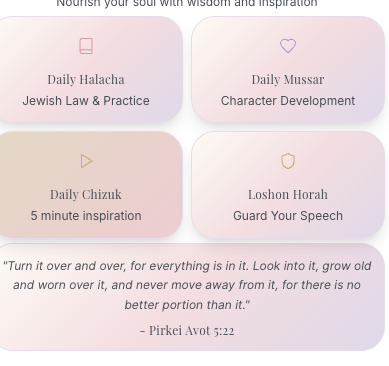 Nourish your soul with wisdom and inspiration
Daily Halacha
Jewish Law & Practice
Daily Mussar
Character Development
Daily Chizuk
5 minute inspiration
Loshon Horah
Guard Your Speech
"Turn it over and over, for everything is in it. Look into it, grow old
and worn over it, and never move away from it, for there is no
better portion than it."
- Pirkei Avot 5:22